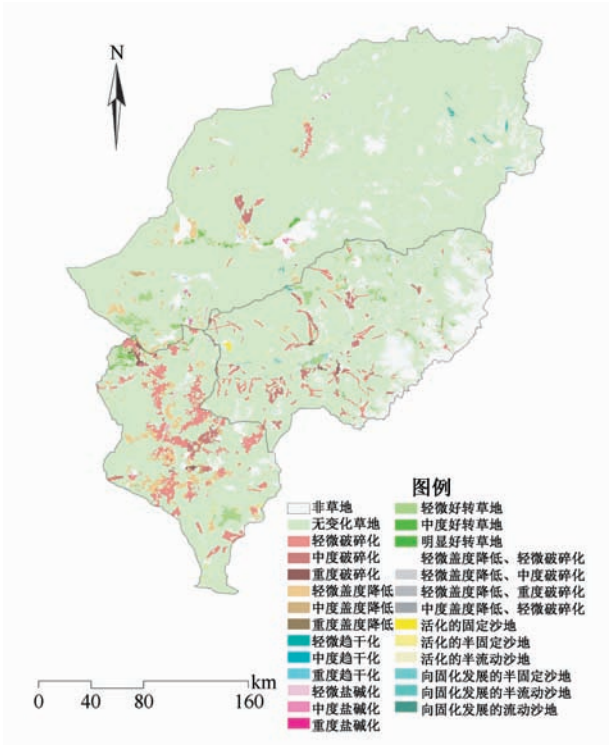 N
图例
非草地
无变化草地
轻微破碎化
中度破碎化
重度破碎化
轻微盖度降低
中度盖度降低
重度盖度降低
轻微趋干化
中度趋干化
重度趋干化
轻微盐碱化
中度盐碱化
重度盐碱化
轻微好转草地
中度好转草地
明显好转草地
轻微盖度降低、轻微破碎化
轻微盖度降低、中度破碎化
轻微盖度降低、重度破碎化
中度盖度降低、轻微破碎化
活化的固定沙地
活化的半固定沙地
活化的半流动沙地
向固化发展的半固定沙地
向固化发展的半流动沙地
向固化发展的流动沙地
km
0 40 80 160